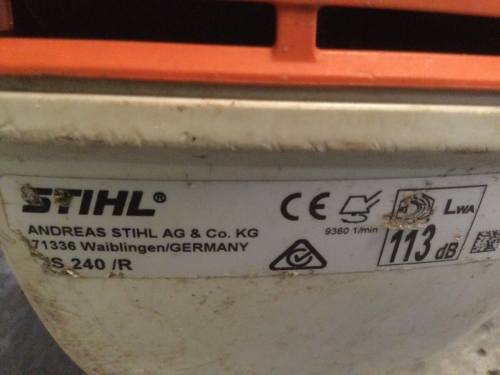 STIHL®
ANDREAS STIHL AG & Co. KG
71336 Waiblingen/GERMANY
240 /R
CE
9360 1/min
LWA
113 dB